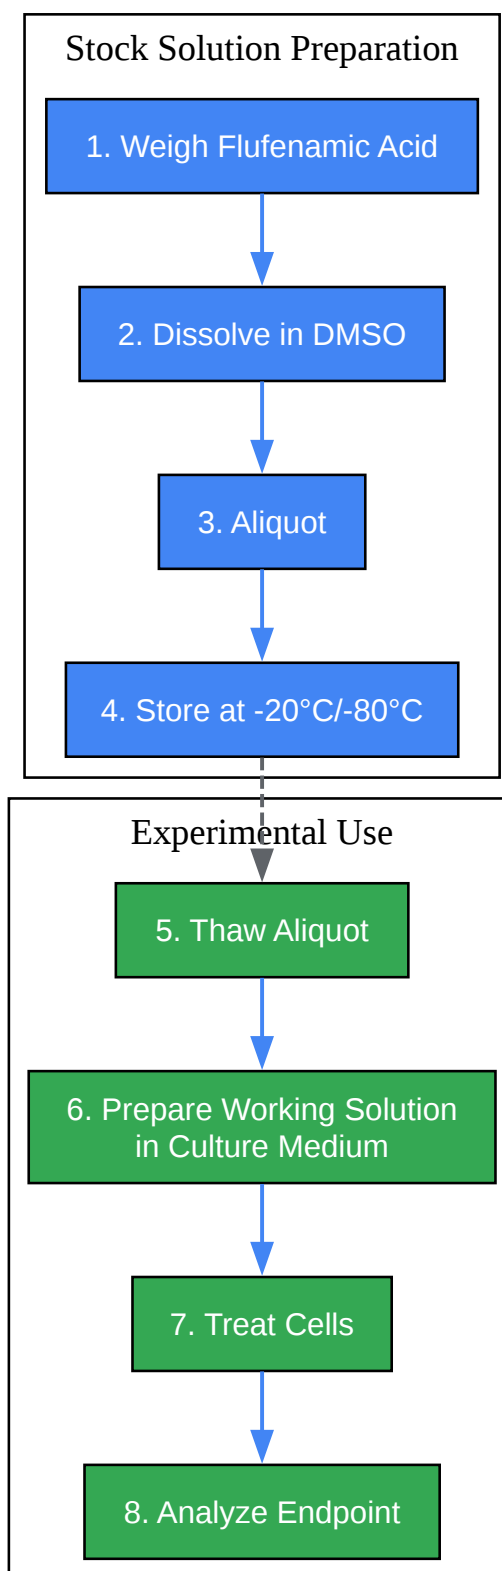 Stock Solution Preparation
1. Weigh Flufenamic Acid
2. Dissolve in DMSO
3. Aliquot
4. Store at -20°C/-80°C
Experimental Use
5. Thaw Aliquot
6. Prepare Working Solution
in Culture Medium
7. Treat Cells
8. Analyze Endpoint